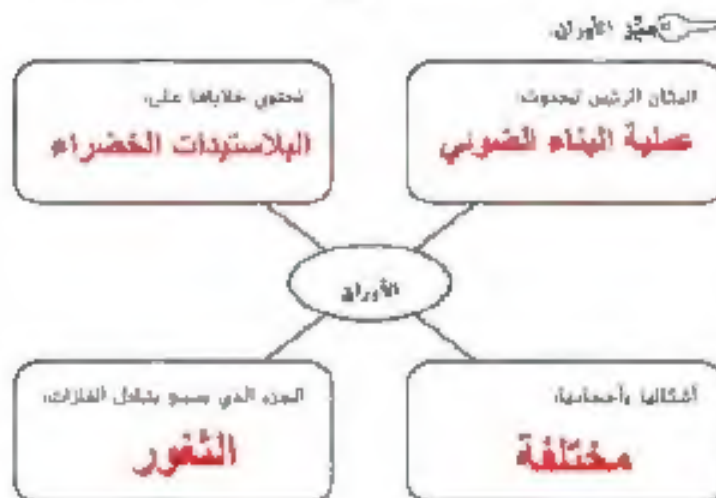 ميّز الأوراق.
المكان الرئيس لحدوث:
عملية البناء الضوئي
تحتوي خلاياها على:
البلاستيدات الخضراء
الأوراق
أشكالها وأحجامها:
مختلفة
الجزء الذي يسمح بتبادل الغازات:
الثغور